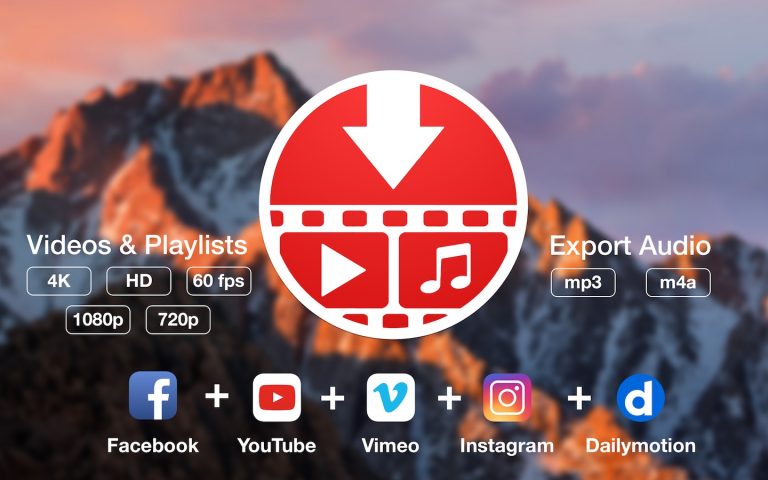 Videos & Playlists
4K HD 60 fps
1080p 720p
Export Audio
mp3 m4a
Facebook + YouTube + Vimeo + Instagram + Dailymotion